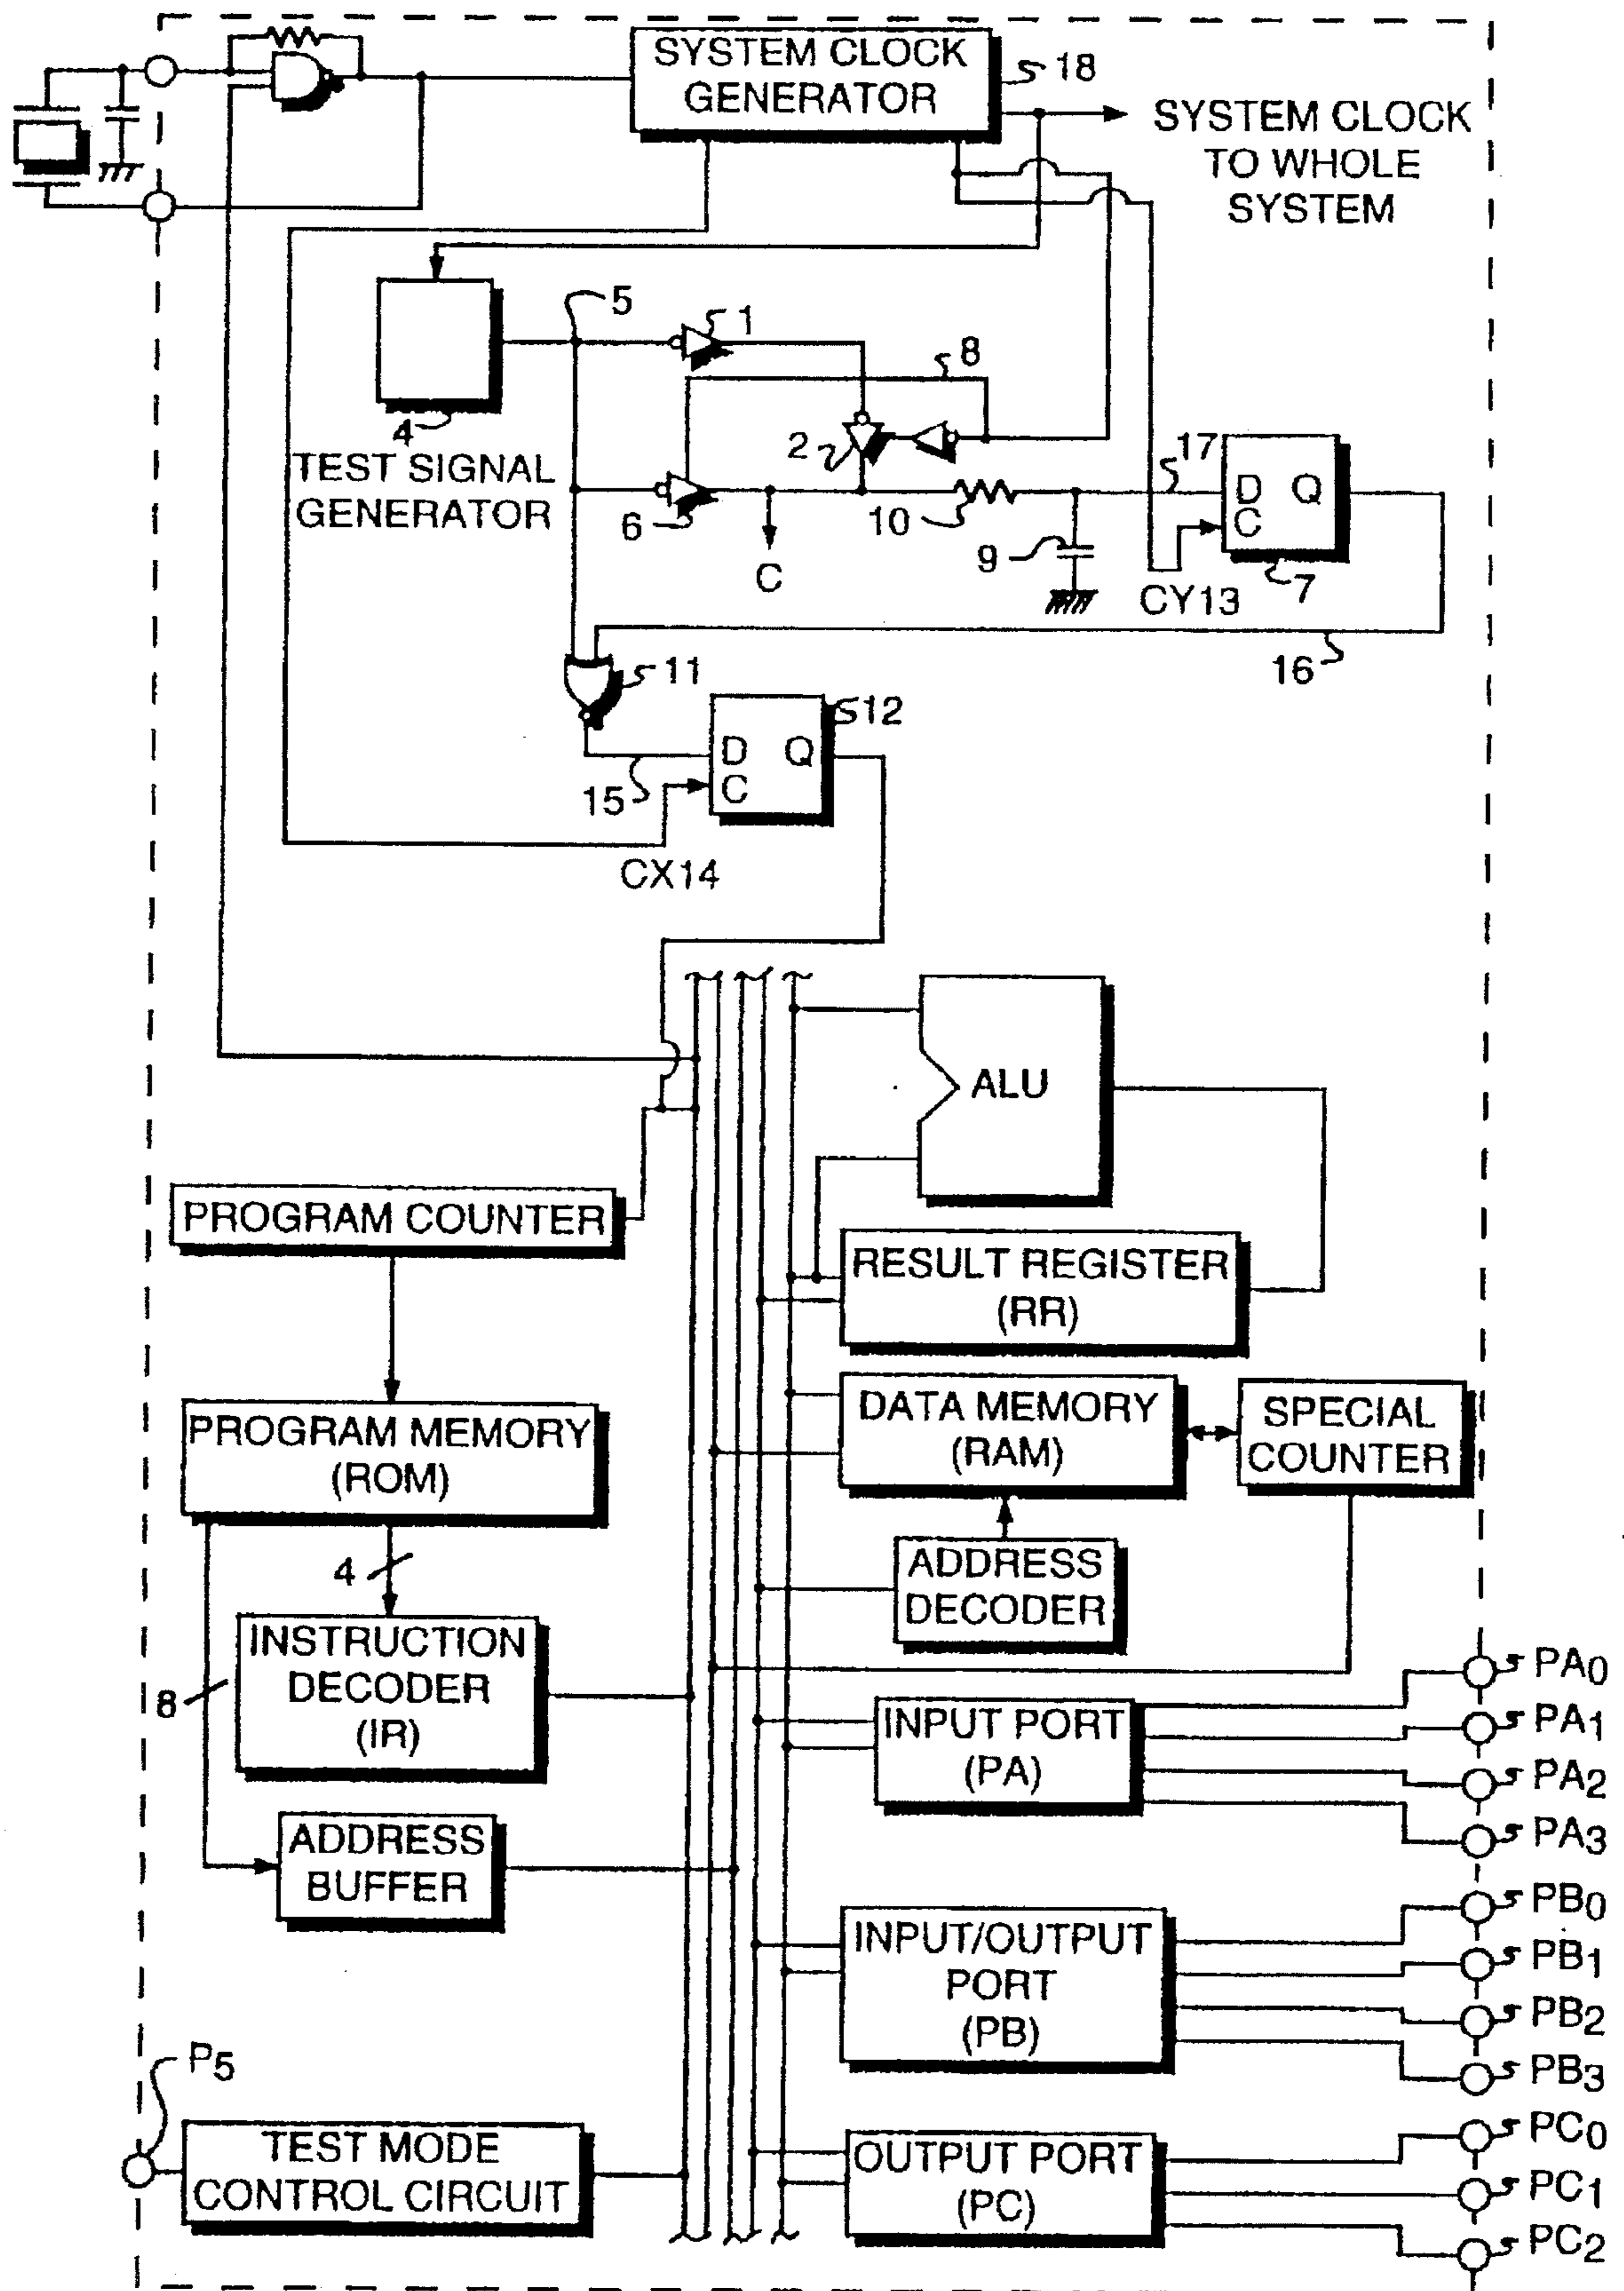 SYSTEM CLOCK
GENERATOR
18
SYSTEM CLOCK
TO WHOLE
SYSTEM
5
1
8
4
2
17
TEST SIGNAL
GENERATOR
D Q
C
6
10
9
C
CY13
7
16
11
12
D Q
C
15
CX14
ALU
PROGRAM COUNTER
RESULT REGISTER
(RR)
PROGRAM MEMORY
(ROM)
DATA MEMORY
(RAM)
SPECIAL
COUNTER
4
ADDRESS
DECODER
INSTRUCTION
DECODER
(IR)
8
PA0
INPUT PORT
(PA)
PA1
PA2
PA3
ADDRESS
BUFFER
INPUT/OUTPUT
PORT
(PB)
PB0
PB1
PB2
PB3
P5
TEST MODE
CONTROL CIRCUIT
OUTPUT PORT
(PC)
PC0
PC1
PC2